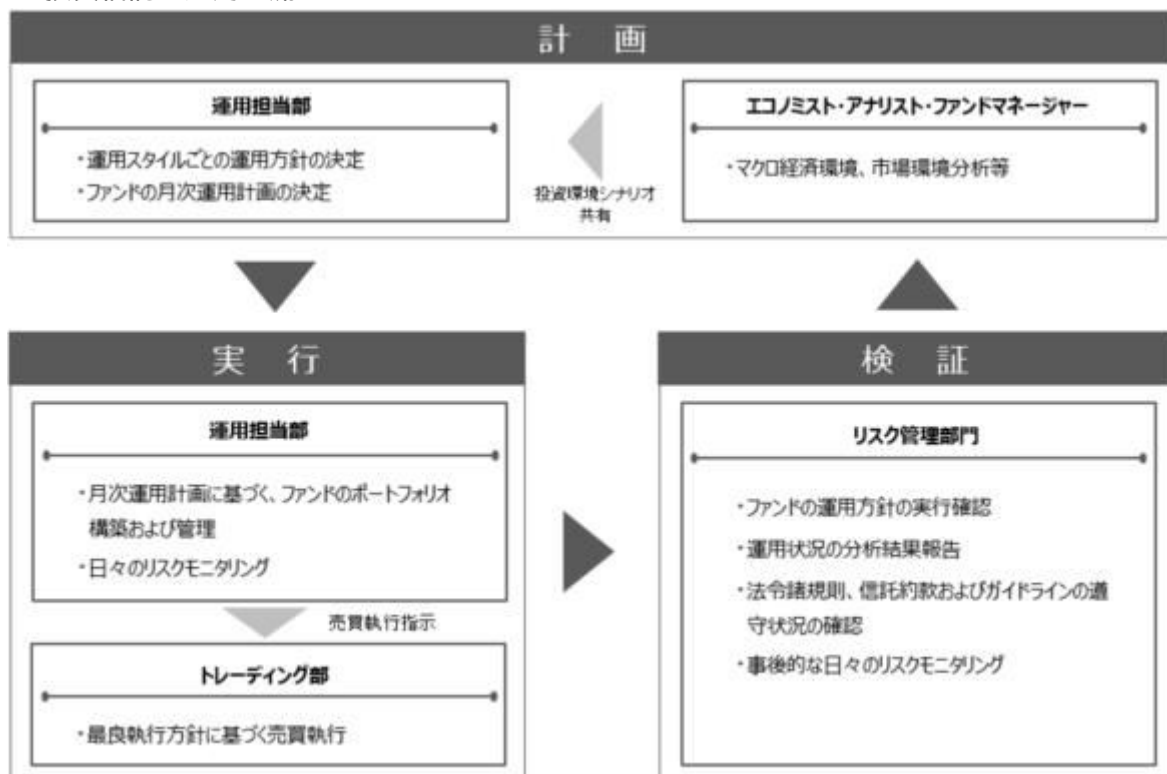 計 画
運用担当部
・運用スタイルごとの運用方針の決定
・ファンドの月次運用計画の決定
投資環境シナリオ
共有
エコノミスト・アナリスト・ファンドマネージャー
・マクロ経済環境、市場環境分析等
実 行
運用担当部
・月次運用計画に基づく、ファンドのポートフォリオ
構築および管理
・日々のリスクモニタリング
売買執行指示
トレーディング部
・最良執行方針に基づく売買執行
検 証
リスク管理部門
・ファンドの運用方針の実行確認
・運用状況の分析結果報告
・法令諸規則、信託約款およびガイドラインの遵
守状況の確認
・事後的な日々のリスクモニタリング